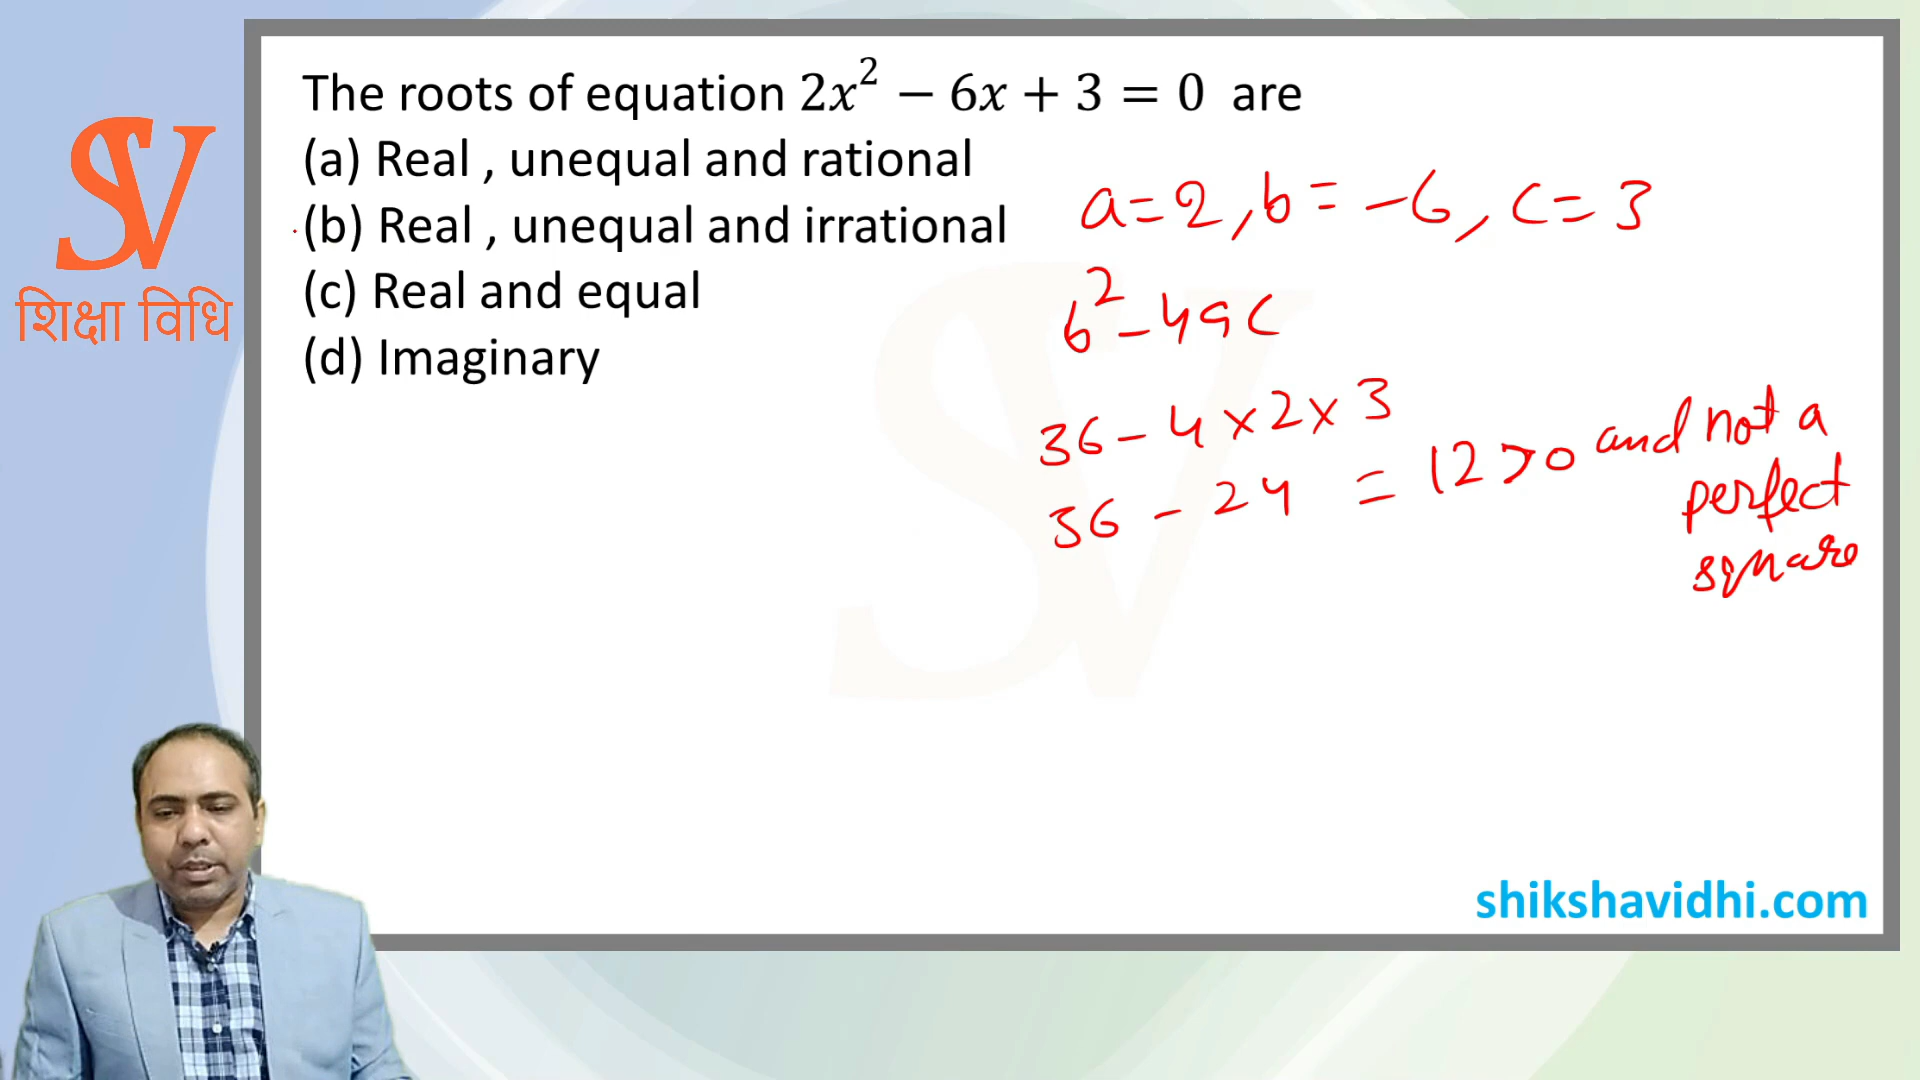 The roots of equation 2x² − 6x + 3 = 0 are
(a) Real , unequal and rational
(b) Real , unequal and irrational
(c) Real and equal
(d) Imaginary
a=2, b=-6, c=3
b²-4ac
36-4×2×3
36-24 = 12>0 and not a
perfect
square
SV
शिक्षा विधि
SV
shikshavidhi.com